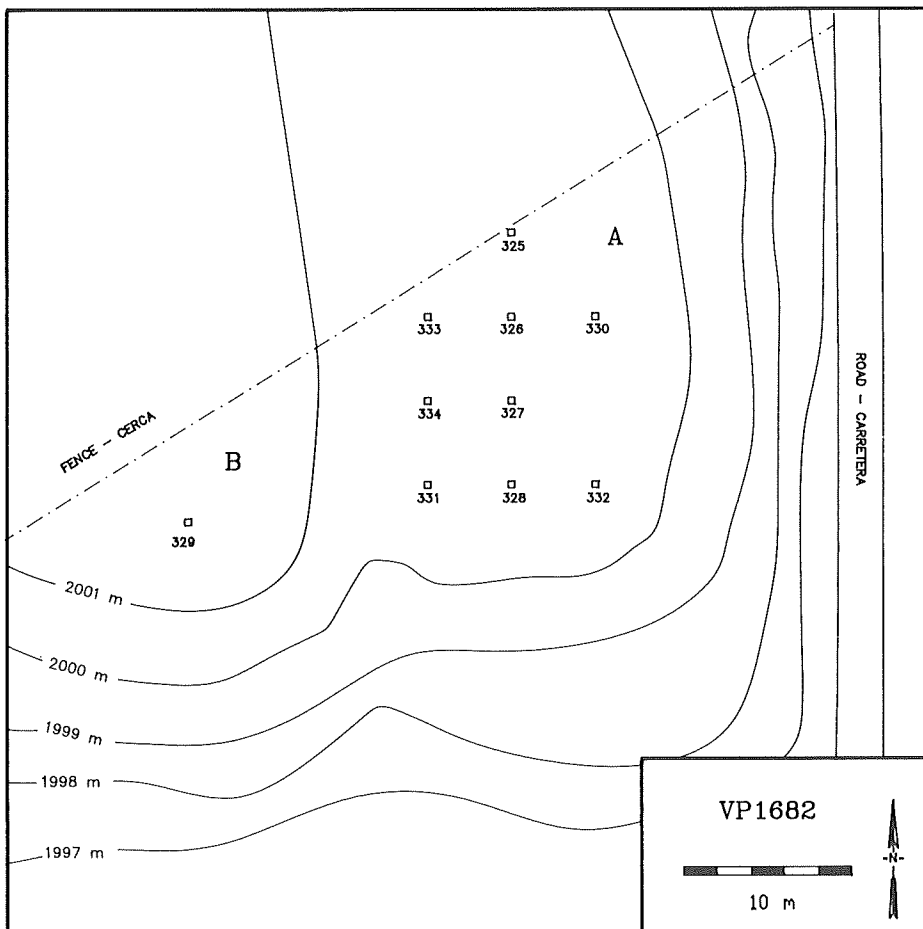 325
A
333
326
330
334
327
FENCE - CERCA
ROAD - CARRETERA
B
331
328
332
329
2001 m
2000 m
1999 m
1998 m
1997 m
VP1682
-N-
10 m